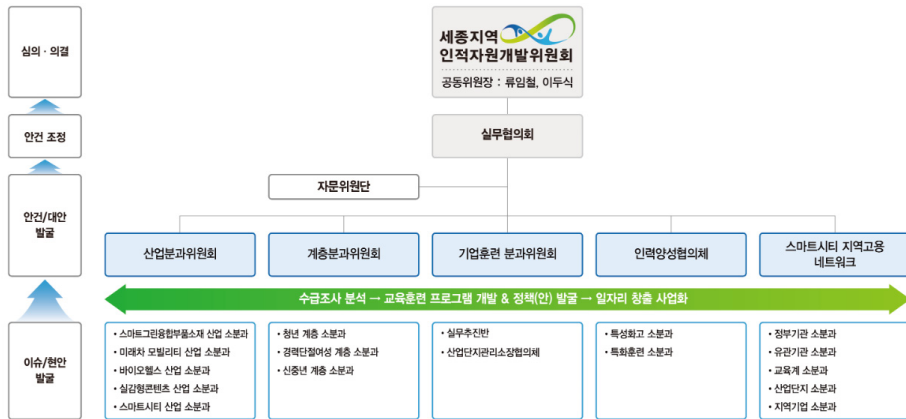 심의 · 의결
세종지역
인적자원개발위원회
공동위원장 : 류임철, 이두식
안건 조정
실무협의회
자문위원단
안건/대안
발굴
산업분과위원회
계층분과위원회
기업훈련 분과위원회
인력양성협의체
스마트시티 지역고용
네트워크
수급조사 분석 → 교육훈련 프로그램 개발 & 정책(안) 발굴 → 일자리 창출 사업화
이슈/현안
발굴
• 스마트그린융합부품소재 산업 소분과
• 미래차 모빌리티 산업 소분과
• 바이오헬스 산업 소분과
• 실감형콘텐츠 산업 소분과
• 스마트시티 산업 소분과
• 청년 계층 소분과
• 경력단절여성 계층 소분과
• 신중년 계층 소분과
• 실무추진반
• 산업단지관리소장협의체
• 특성화고 소분과
• 특화훈련 소분과
• 정부기관 소분과
• 유관기관 소분과
• 교육계 소분과
• 산업단지 소분과
• 지역기업 소분과